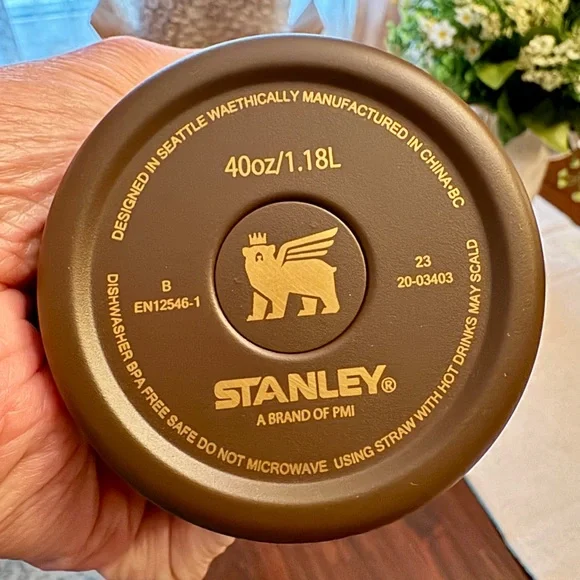 DESIGNED IN SEATTLE WAETHICALLY MANUFACTURED IN CHINA·BC
40oz/1.18L
B
EN12546-1
23
20-03403
STANLEY®
A BRAND OF PMI
DISHWASHER BPA FREE SAFE DO NOT MICROWAVE USING STRAW WITH HOT DRINKS MAY SCALD